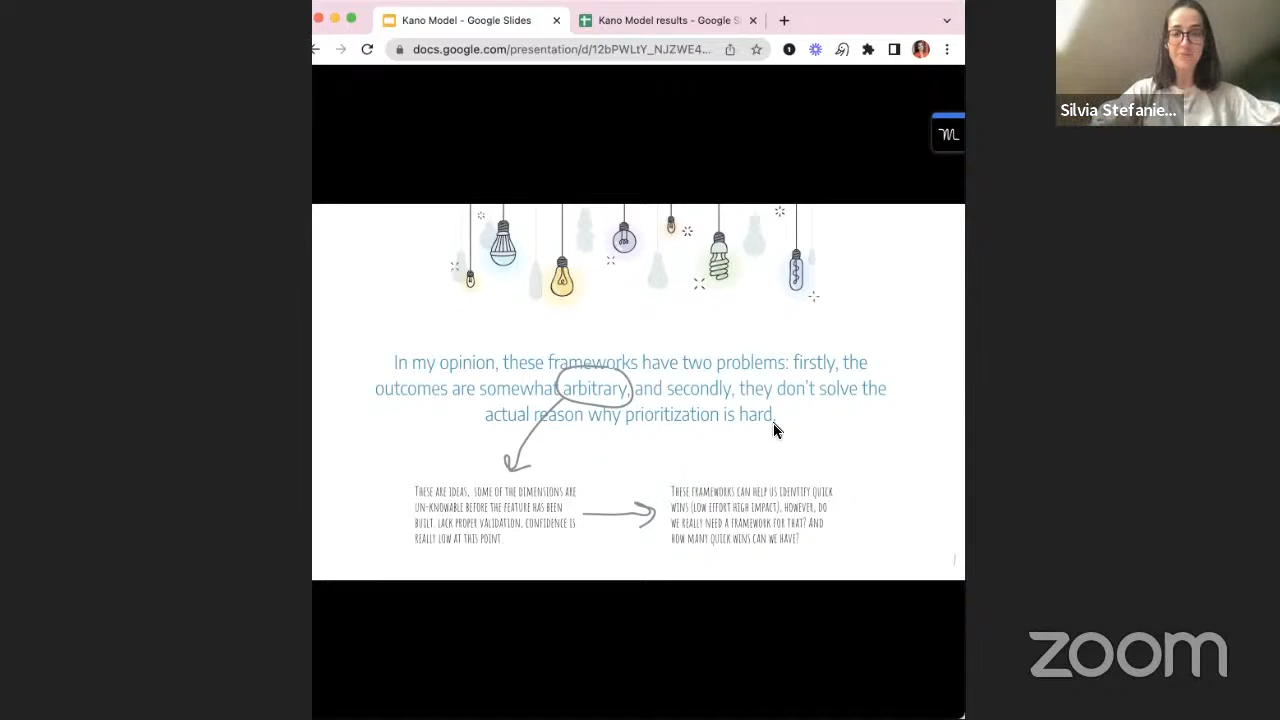 Kano Model - Google Slides
Kano Model results - Google S
docs.google.com/presentation/d/12bPWLtY_NJZWE4...
Silvia Stefanie...
In my opinion, these frameworks have two problems: firstly, the
outcomes are somewhat arbitrary, and secondly, they don't solve the
actual reason why prioritization is hard.
These are ideas, some of the dimensions are
un-knowable before the feature has been
built. lack proper validation, confidence is
really low at this point
These frameworks can help us identify quick
wins (low effort high impact). However, do
we really need a framework for that? And
how many quick wins can we have?
zoom